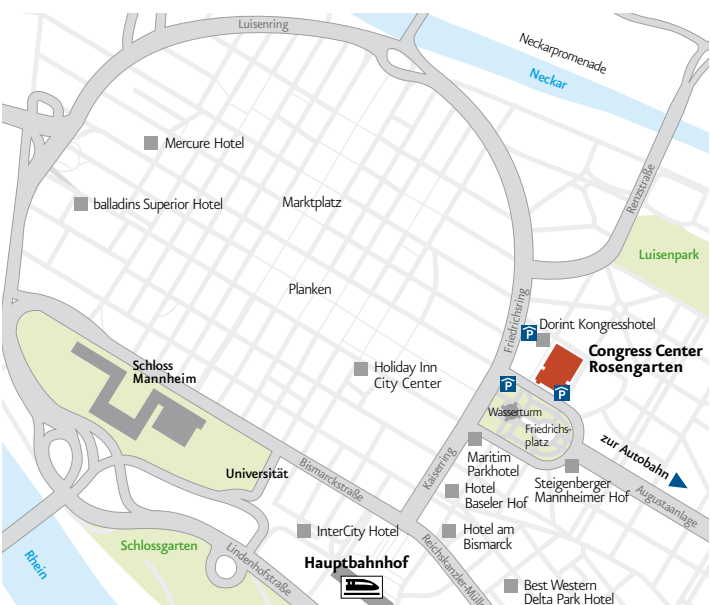 Luisenring
Neckarpromenade
Neckar
Mercure Hotel
Renzstraße
balladins Superior Hotel
Marktplatz
Luisenpark
Planken
Friedrichsring
P
Dorint Kongresshotel
Congress Center
Rosengarten
Schloss
Mannheim
Holiday Inn
City Center
P
P
Wasserturm
Friedrichs-
platz
zur Autobahn
Kaiserring
Maritim
Parkhotel
Universität
Bismarckstraße
Steigenberger
Mannheimer Hof
Hotel
Baseler Hof
Augustaanlage
InterCity Hotel
Hotel am
Bismarck
Schlossgarten
Rhein
Lindenhofstraße
Hauptbahnhof
Reichskanzler-Müll
Best Western
Delta Park Hotel